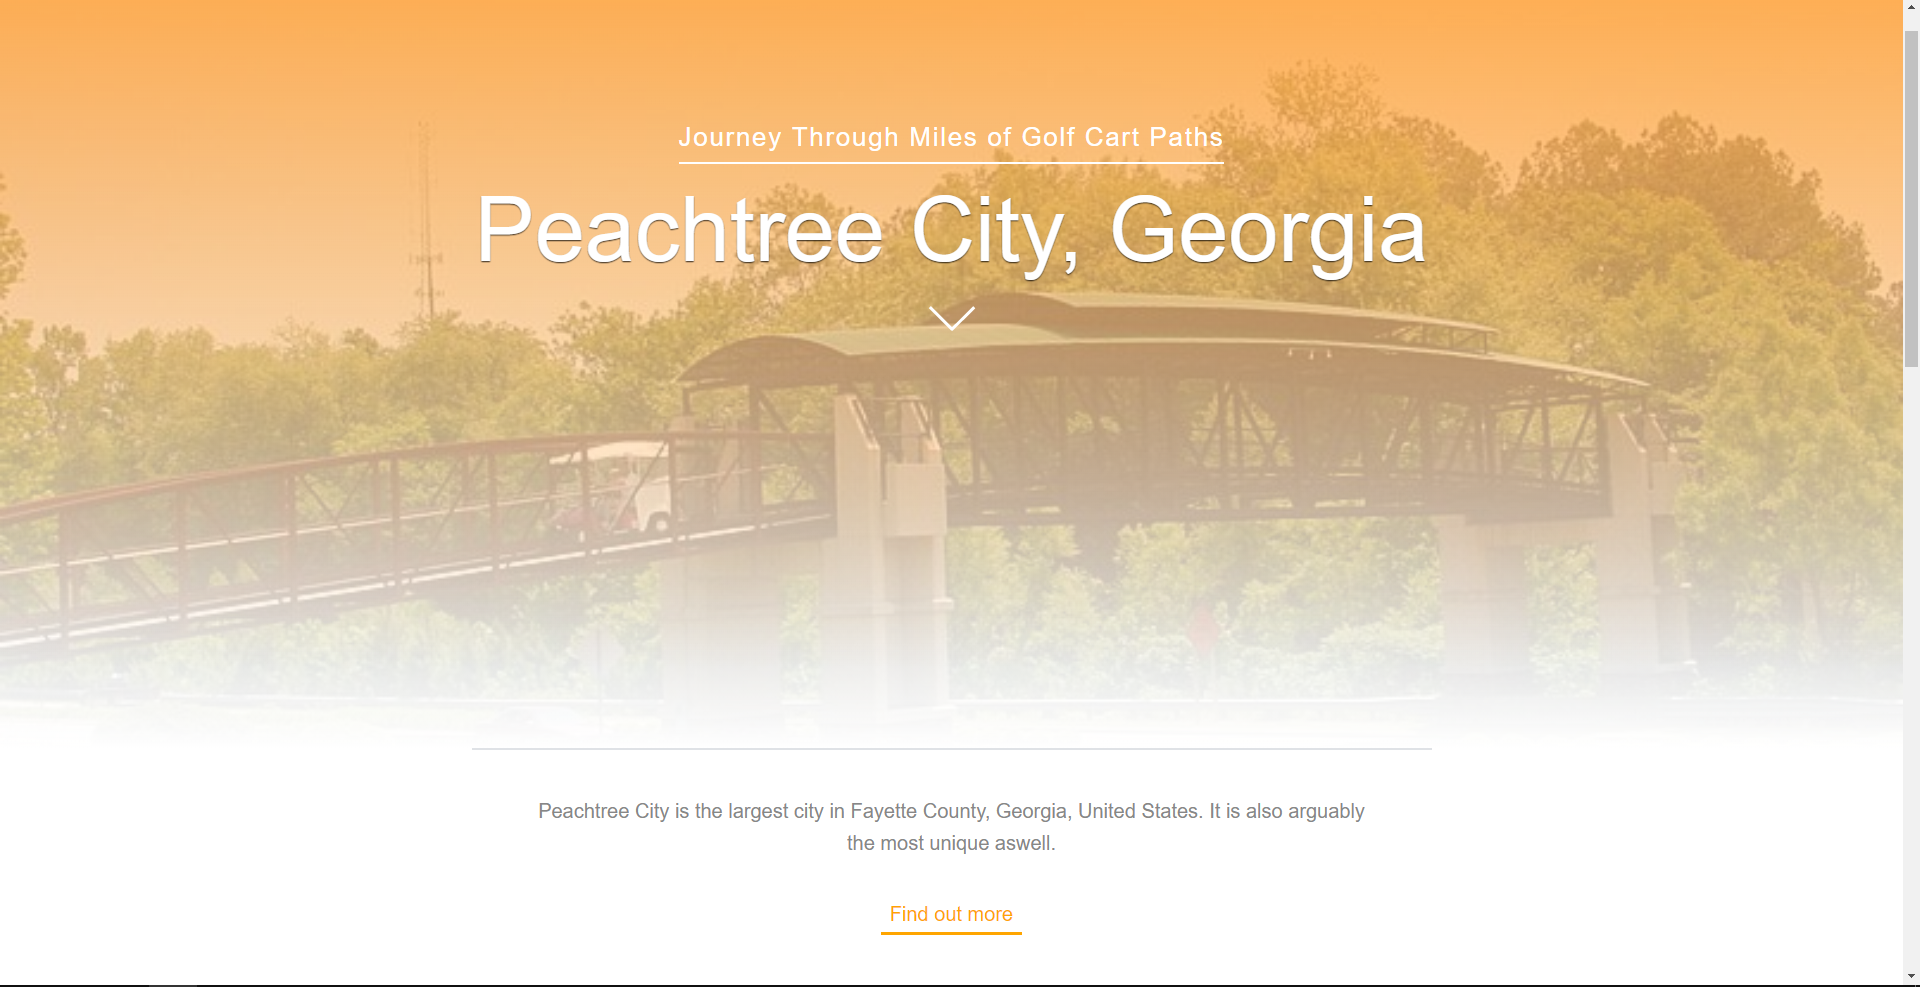 Journey Through Miles of Golf Cart Paths
Peachtree City, Georgia
Peachtree City is the largest city in Fayette County, Georgia, United States. It is also arguably
the most unique aswell.
Find out more